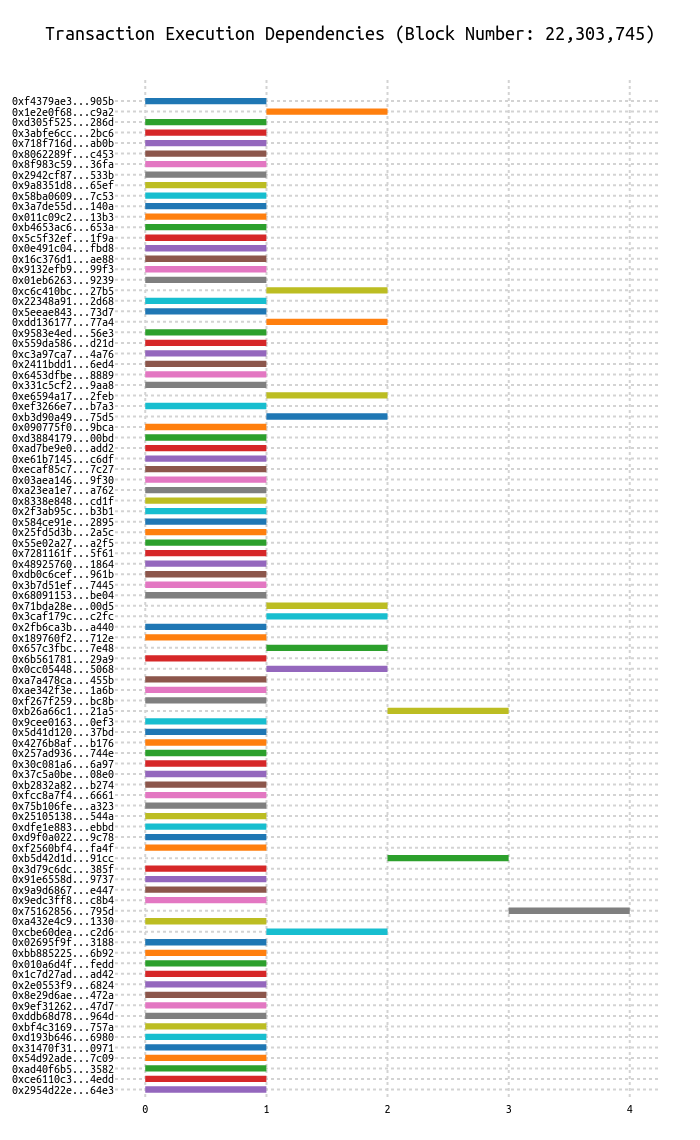 Transaction Execution Dependencies (Block Number: 22,303,745)
0xf4379ae3...905b
0x1e2e0f68...c9a2
0xd305f525...286d
0x3abfe6cc...2bc6
0x718f716d...ab0b
0x8062289f...c453
0x8f983c59...36fa
0x2942cf87...533b
0x9a8351d8...65ef
0x58ba0609...7c53
0x3a7de55d...140a
0x011c09c2...13b3
0xb4653ac6...653a
0x5c5f32ef...1f9a
0x0e491c04...fbd8
0x16c376d1...ae88
0x9132efb9...99f3
0x01eb6263...9239
0xc6c410bc...27b5
0x22348a91...2d68
0x5eeae843...73d7
0xdd136177...77a4
0x9583e4ed...56e3
0x559da586...d21d
0xc3a97ca7...4a76
0x2411bdd1...6ed4
0x6453dfbe...8889
0x331c5cf2...9aa8
0xe6594a17...2feb
0xef3266e7...b7a3
0xb3d90a49...75d5
0x090775f0...9bca
0xd3884179...00bd
0xad7be9e0...add2
0xe61b7145...c6df
0xecaf85c7...7c27
0x03aea146...9f30
0xa23ea1e7...a762
0x8338e848...cd1f
0x2f3ab95c...b3b1
0x584ce91e...2895
0x25fd5d3b...2a5c
0x55e02a27...a2f5
0x7281161f...5f61
0x48925760...1864
0xdb0c6cef...961b
0x3b7d51ef...7445
0x68091153...be04
0x71bda28e...00d5
0x3caf179c...c2fc
0x2fb6ca3b...a440
0x189760f2...712e
0x657c3fbc...7e48
0x6b561781...29a9
0x0cc05448...5068
0xa7a478ca...455b
0xae342f3e...1a6b
0xf267f259...bc8b
0xb26a66c1...21a5
0x9cee0163...0ef3
0x5d41d120...37bd
0x4276b8af...b176
0x257ad936...744e
0x30c081a6...6a97
0x37c5a0be...08e0
0xb2832a82...b274
0xfcc8a7f4...6661
0x75b106fe...a323
0x25105138...544a
0xdfe1e883...ebbd
0xd9f0a022...9c78
0xf2560bf4...fa4f
0xb5d42d1d...91cc
0x3d79c6dc...385f
0x91e6558d...9737
0x9a9d6867...e447
0x9edc3ff8...c8b4
0x75162856...795d
0xa432e4c9...1330
0xcbe60dea...c2d6
0x02695f9f...3188
0xbb885225...6b92
0x010a6d4f...fedd
0x1c7d27ad...ad42
0x2e0553f9...6824
0x8e29d6ae...472a
0x9ef31262...47d7
0xddb68d78...964d
0xbf4c3169...757a
0xd193b646...6980
0x31470f31...0971
0x54d92ade...7c09
0xad40f6b5...3582
0xce6110c3...4edd
0x2954d22e...64e3
0 1 2 3 4